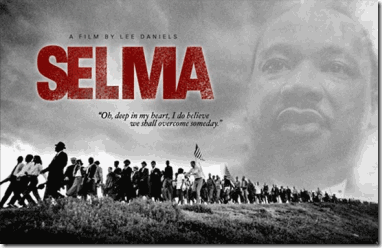 A FILM BY LEE DANIELS
SELMA
"Oh, deep in my heart, I do believe
we shall overcome someday."